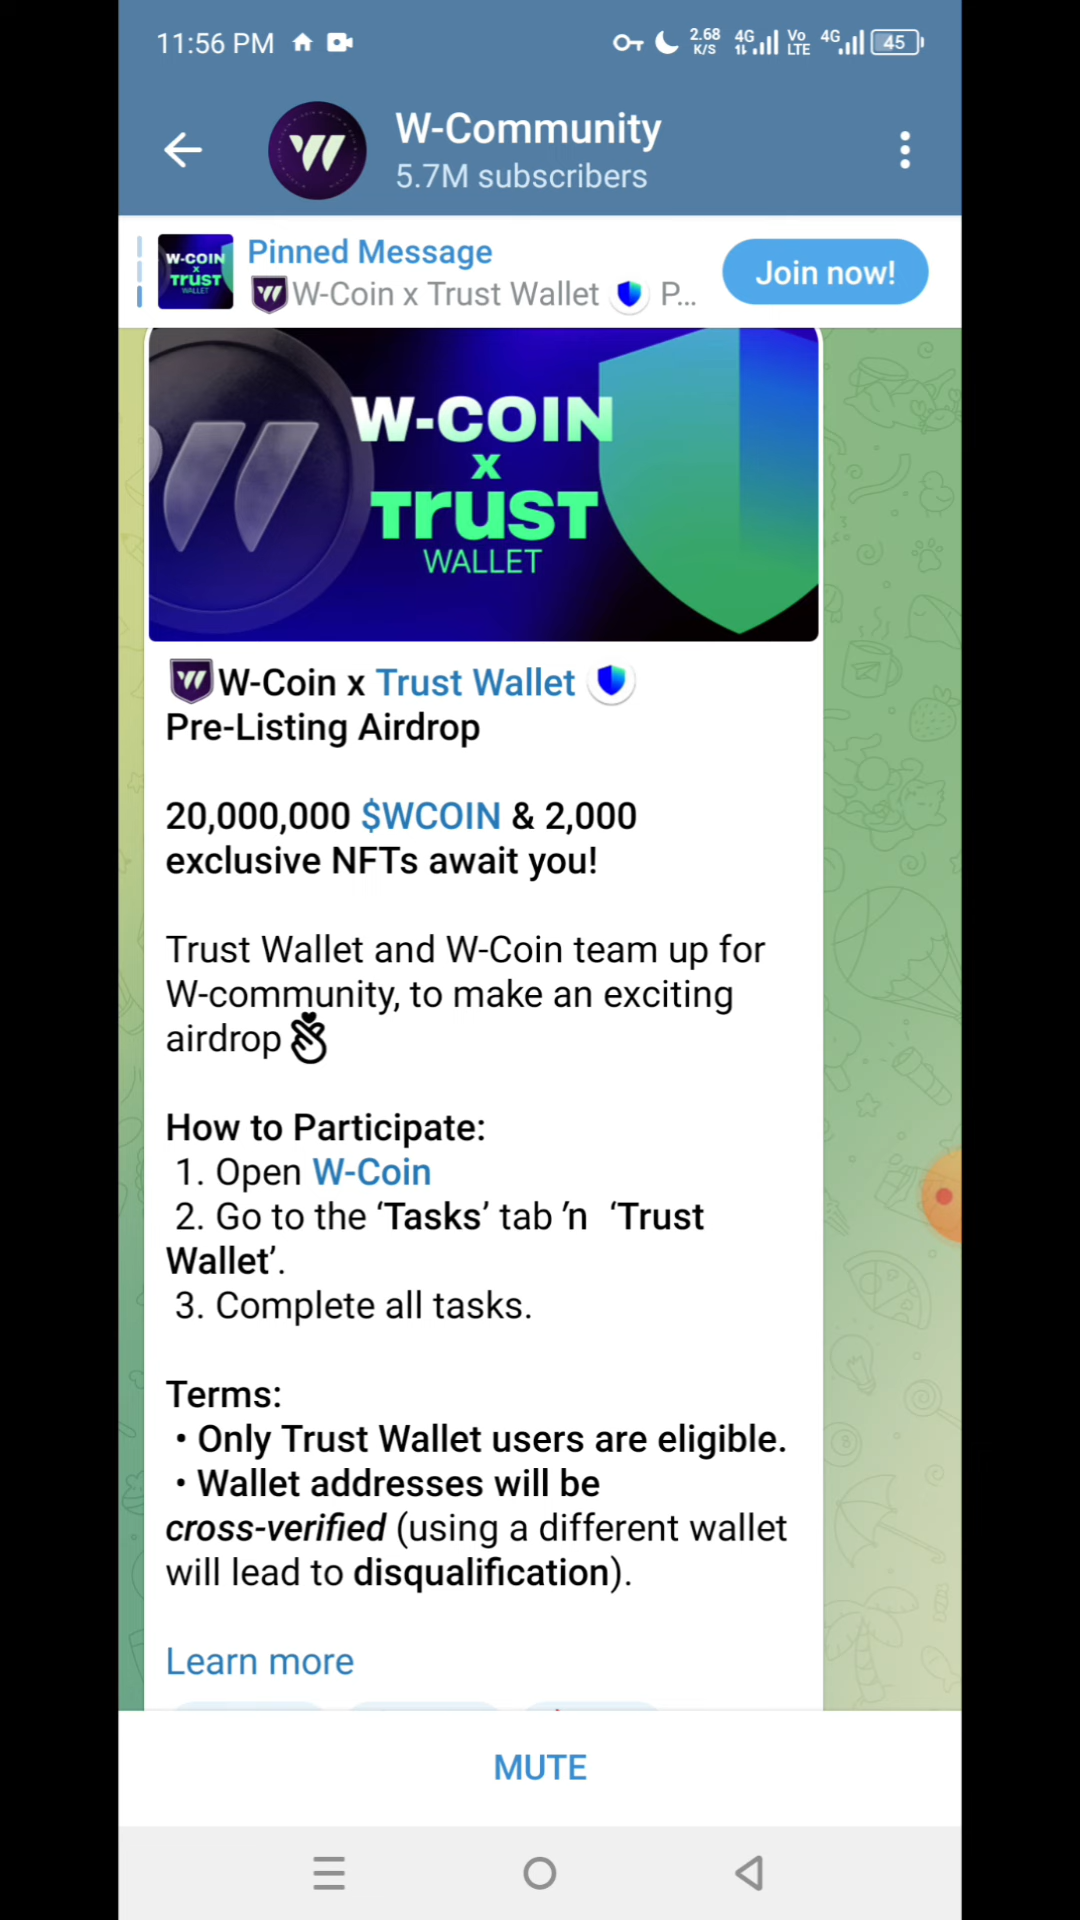 11:56 PM 2.68 K/S 4G Vo LTE 4G 45
W-Community
5.7M subscribers
Pinned Message
W-Coin x Trust Wallet P...
Join now!
W-COIN
x
TRUST
WALLET
W-COIN
x
TrUST
WALLET
W-Coin x Trust Wallet
Pre-Listing Airdrop
20,000,000 $WCOIN & 2,000
exclusive NFTs await you!
Trust Wallet and W-Coin team up for
W-community, to make an exciting
airdrop
How to Participate:
1. Open W-Coin
2. Go to the ‘Tasks’ tab ’n ‘Trust
Wallet’.
3. Complete all tasks.
Terms:
• Only Trust Wallet users are eligible.
• Wallet addresses will be
cross-verified (using a different wallet
will lead to disqualification).
Learn more
MUTE